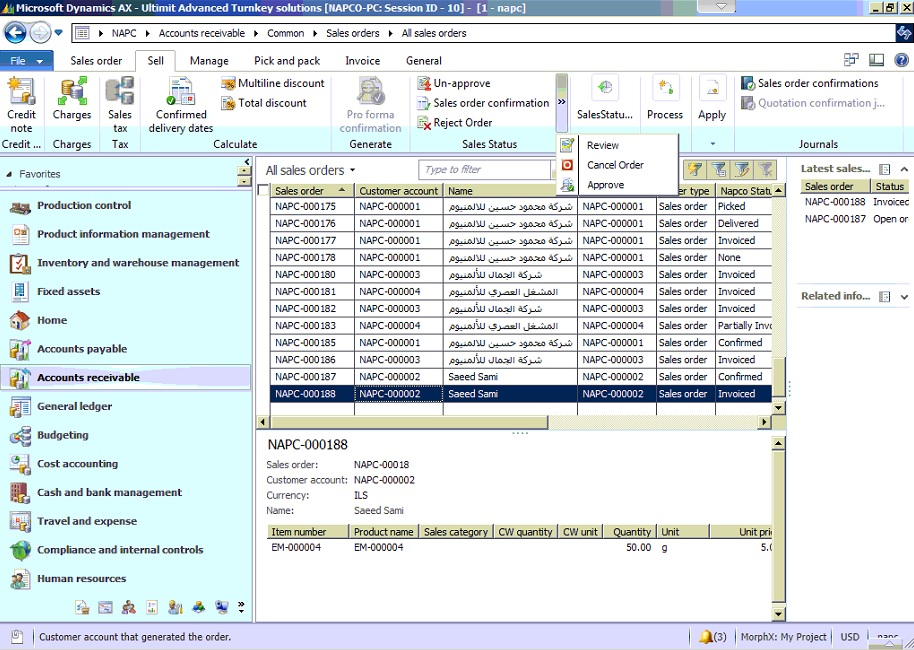 Microsoft Dynamics AX - Ultimit Advanced Turnkey solutions [NAPCO-PC: Session ID - 10] - [1 - napc]
NAPC Accounts receivable Common Sales orders All sales orders
File Sales order Sell Manage Pick and pack Invoice General
Credit note
Charges
Sales tax
Confirmed delivery dates
Multiline discount
Total discount
Pro forma confirmation
Un-approve
Sales order confirmation
Reject Order
»
SalesStatu...
Process
Apply
Sales order confirmations
Quotation confirmation j...
Credit ... Charges Tax Calculate Generate Sales Status Journals
Review
Cancel Order
Approve
Favorites
Production control
Product information management
Inventory and warehouse management
Fixed assets
Home
Accounts payable
Accounts receivable
General ledger
Budgeting
Cost accounting
Cash and bank management
Travel and expense
Compliance and internal controls
Human resources
»
All sales orders
Type to filter
Sales order Customer account Name er type Napco Statu
NAPC-000175 NAPC-000001 شركة محمود حسين للالمنيوم NAPC-000001 Sales order Picked
NAPC-000176 NAPC-000001 شركة محمود حسين للالمنيوم NAPC-000001 Sales order Delivered
NAPC-000177 NAPC-000001 شركة محمود حسين للالمنيوم NAPC-000001 Sales order Invoiced
NAPC-000178 NAPC-000001 شركة محمود حسين للالمنيوم NAPC-000001 Sales order None
NAPC-000180 NAPC-000003 شركة الجمال للألمنيوم NAPC-000003 Sales order Invoiced
NAPC-000181 NAPC-000004 المشغل العصري للألمنيوم NAPC-000004 Sales order Invoiced
NAPC-000182 NAPC-000003 شركة الجمال للألمنيوم NAPC-000003 Sales order Invoiced
NAPC-000183 NAPC-000004 المشغل العصري للألمنيوم NAPC-000004 Sales order Partially Invo
NAPC-000185 NAPC-000001 شركة محمود حسين للالمنيوم NAPC-000001 Sales order Confirmed
NAPC-000186 NAPC-000003 شركة الجمال للألمنيوم NAPC-000003 Sales order Invoiced
NAPC-000187 NAPC-000002 Saeed Sami NAPC-000002 Sales order Confirmed
NAPC-000188 NAPC-000002 Saeed Sami NAPC-000002 Sales order Invoiced
NAPC-000188
Sales order: NAPC-00018
Customer account: NAPC-000002
Currency: ILS
Name: Saeed Sami
Item number Product name Sales category CW quantity CW unit Quantity Unit Unit pri
EM-000004 EM-000004 50.00 g 5.0
Latest sales...
Sales order Status
NAPC-000188 Invoiced
NAPC-000187 Open or
Related info...
Customer account that generated the order.
(3) MorphX: My Project USD